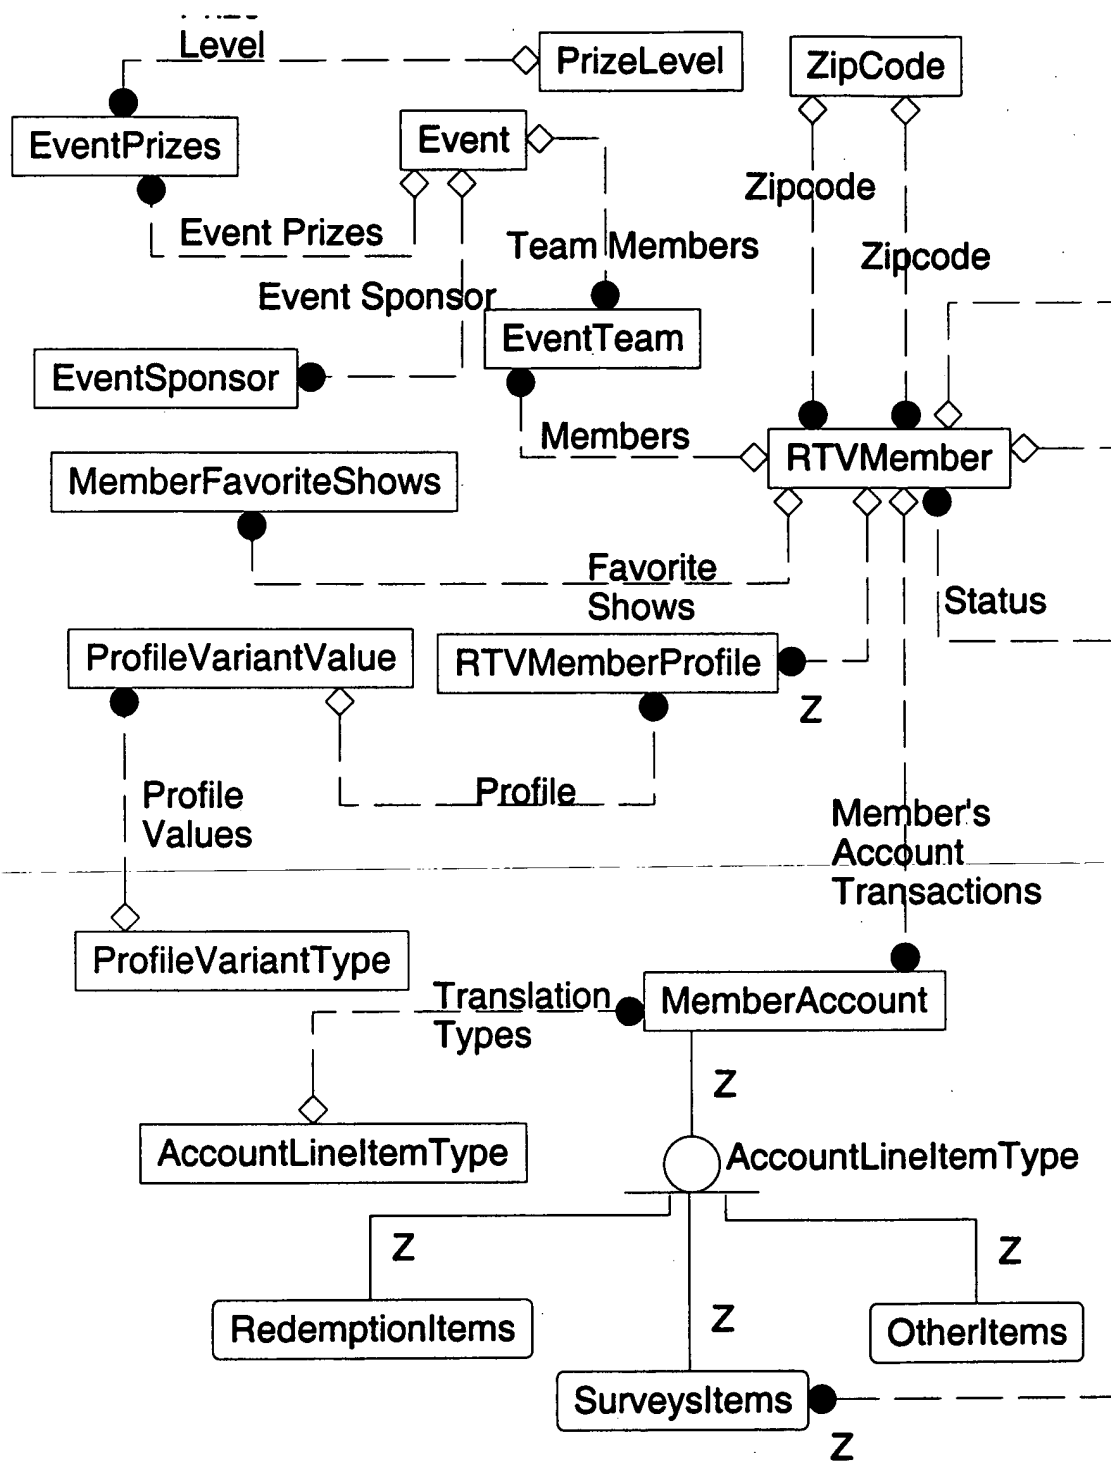 Level
PrizeLevel
ZipCode
EventPrizes
Event
Zipcode
Event Prizes
Team Members
Zipcode
Event Sponsor
EventTeam
EventSponsor
Members
RTVMember
MemberFavoriteShows
Favorite
Shows
Status
ProfileVariantValue
RTVMemberProfile
Z
Profile
Values
Profile
Member's
Account
Transactions
ProfileVariantType
Translation
Types
MemberAccount
Z
AccountLineItemType
AccountLineItemType
Z
Z
RedemptionItems
Z
OtherItems
SurveysItems
Z